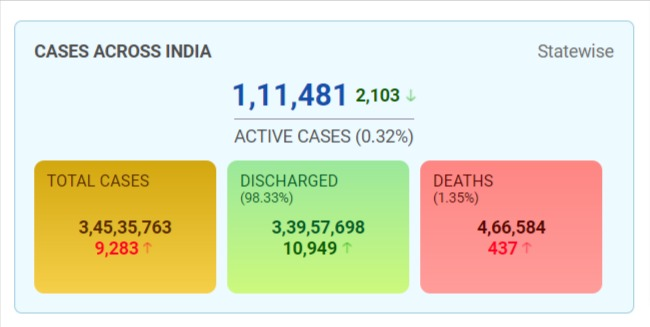 CASES ACROSS INDIA Statewise
1,11,481 2,103 ↓
ACTIVE CASES (0.32%)
TOTAL CASES
3,45,35,763
9,283 ↑
DISCHARGED
(98.33%)
3,39,57,698
10,949 ↑
DEATHS
(1.35%)
4,66,584
437 ↑